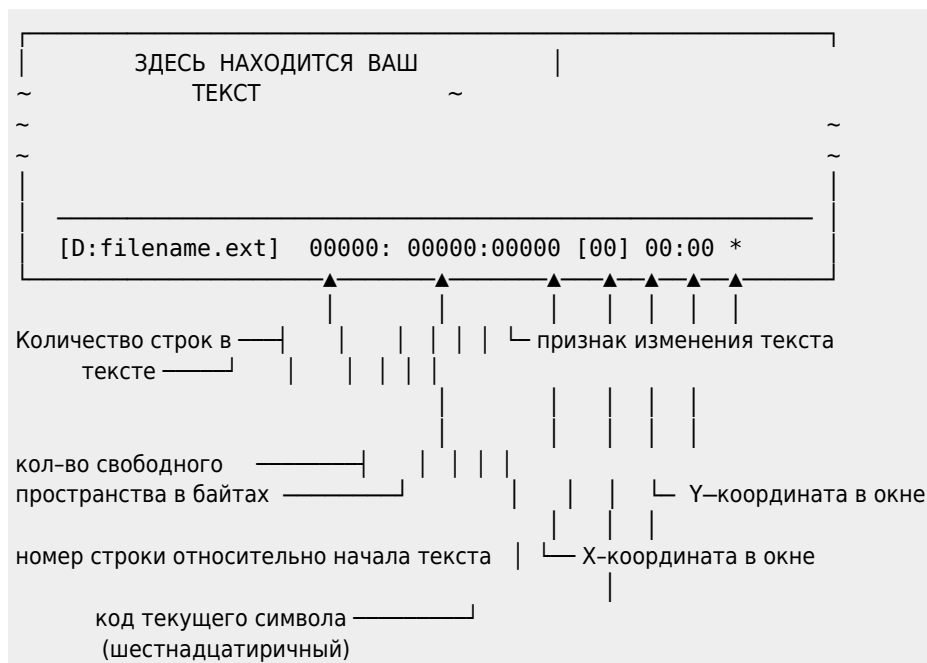 ЗДЕСЬ НАХОДИТСЯ ВАШ
ТЕКСТ
[D:filename.ext] 00000: 00000:00000 [00] 00:00 *
Количество строк в
признак изменения текста
тексте
кол-во свободного
пространства в байтах
Y-координата в окне
номер строки относительно начала текста
X-координата в окне
код текущего символа
(шестнадцатиричный)